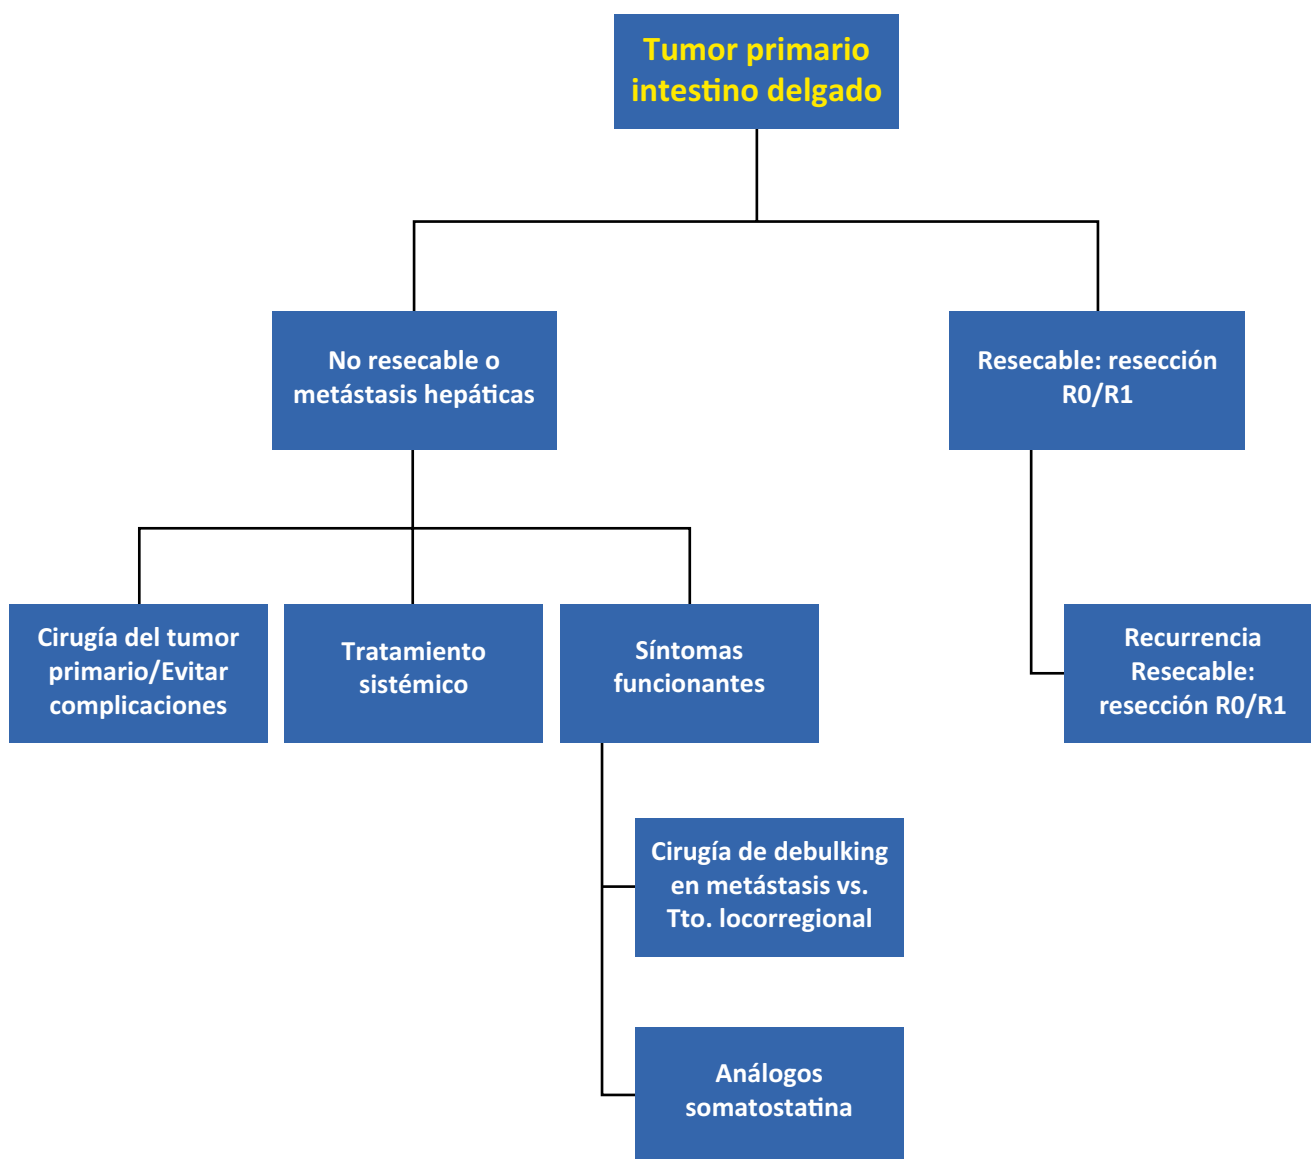 Tumor primario
intestino delgado
No resecable o
metástasis hepáticas
Resecable: resección
R0/R1
Cirugía del tumor
primario/Evitar
complicaciones
Tratamiento
sistémico
Síntomas
funcionantes
Recurrencia
Resecable:
resección R0/R1
Cirugía de debulking
en metástasis vs.
Tto. locorregional
Análogos
somatostatina